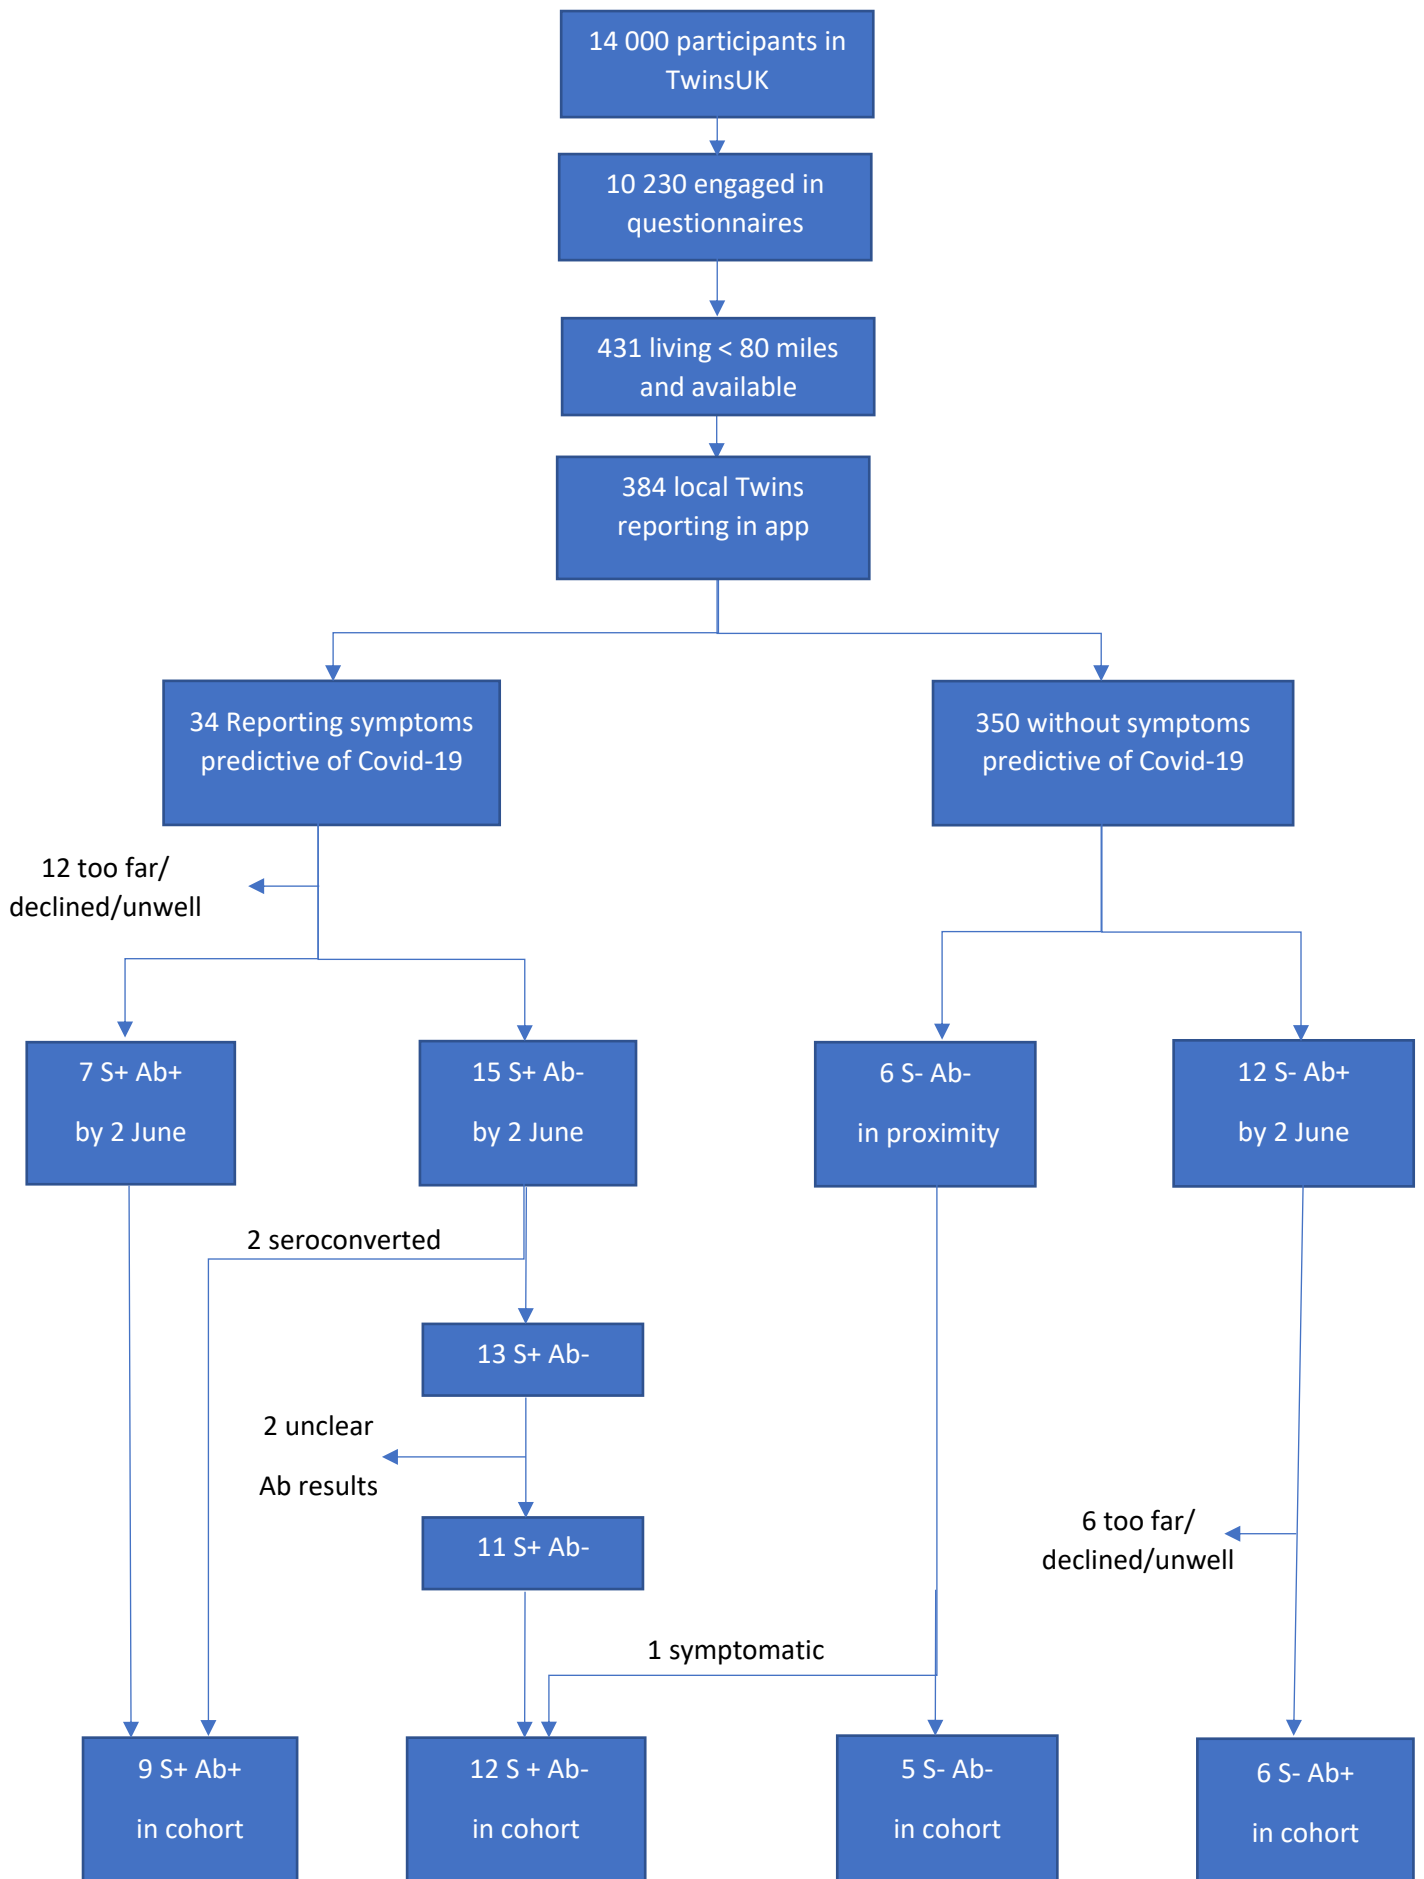 14 000 participants in
TwinsUK
10 230 engaged in
questionnaires
431 living < 80 miles
and available
384 local Twins
reporting in app
34 Reporting symptoms
predictive of Covid-19
350 without symptoms
predictive of Covid-19
12 too far/
declined/unwell
7 S+ Ab+
by 2 June
15 S+ Ab-
by 2 June
6 S- Ab-
in proximity
12 S- Ab+
by 2 June
2 seroconverted
13 S+ Ab-
2 unclear
Ab results
11 S+ Ab-
6 too far/
declined/unwell
1 symptomatic
9 S+ Ab+
in cohort
12 S + Ab-
in cohort
5 S- Ab-
in cohort
6 S- Ab+
in cohort